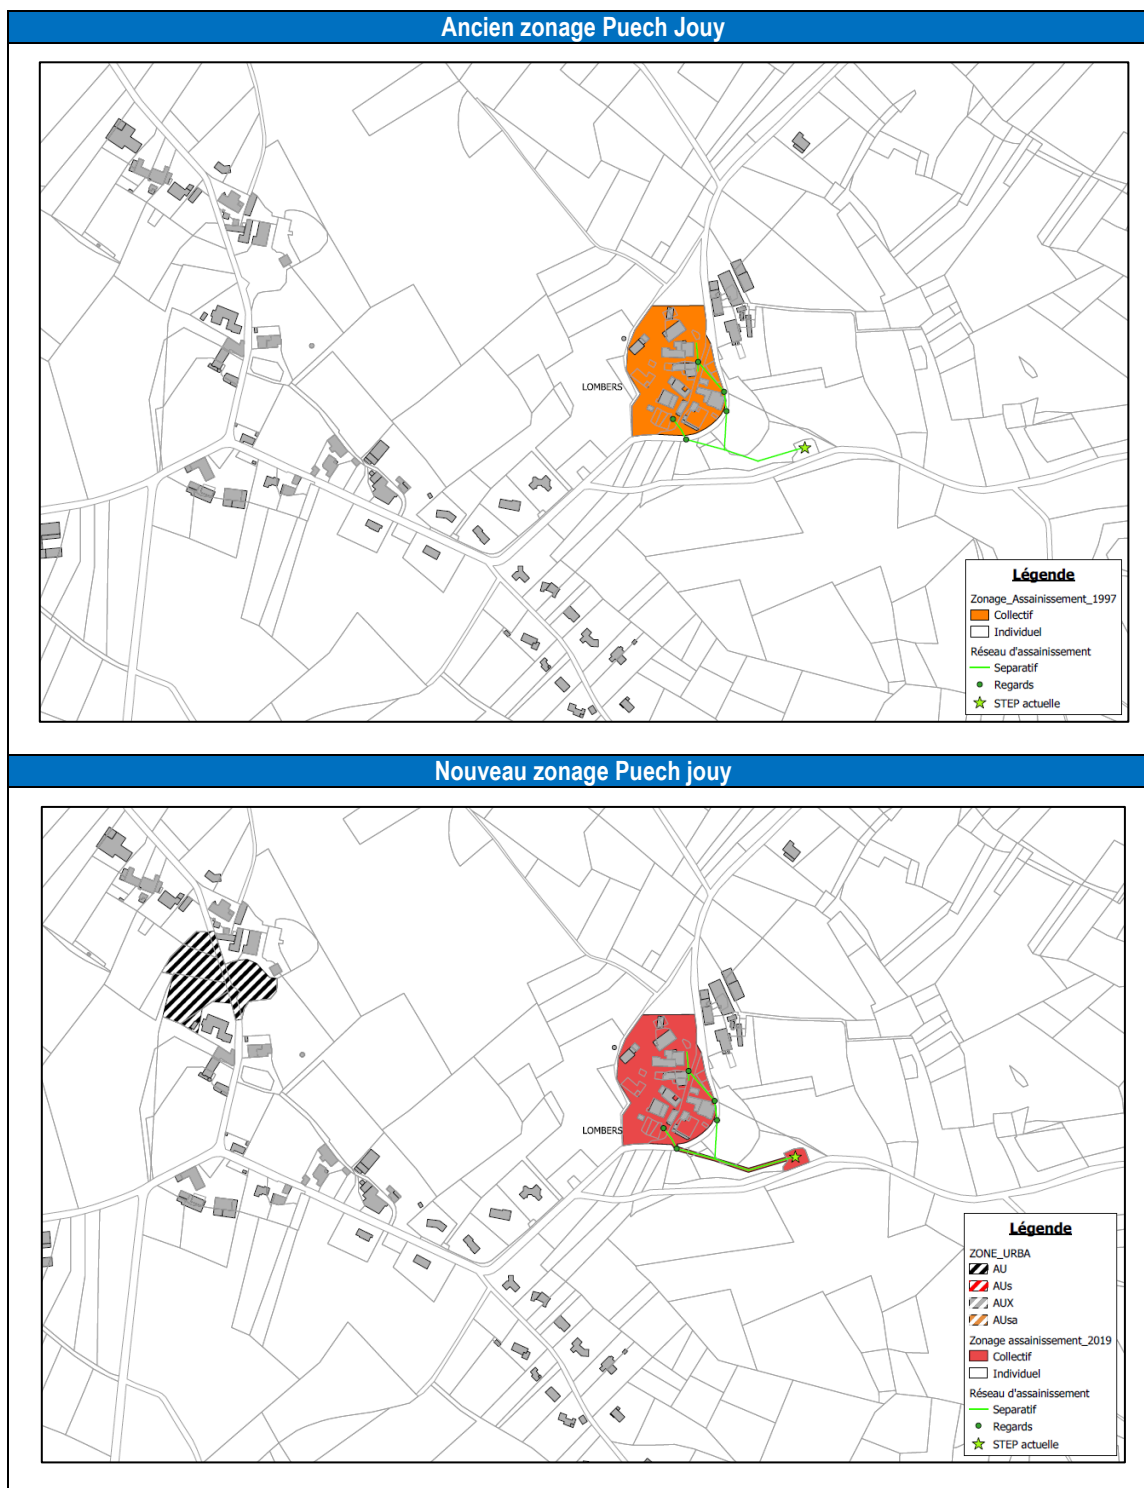 Ancien zonage Puech Jouy
LOMBERS
Légende
Zonage_Assainissement_1997
Collectif
Individuel
Réseau d'assainissement
Separatif
Regards
STEP actuelle
Nouveau zonage Puech jouy
LOMBERS
Légende
ZONE_URBA
AU
AUs
AUX
AUsa
Zonage assainissement_2019
Collectif
Individuel
Réseau d'assainissement
Separatif
Regards
STEP actuelle